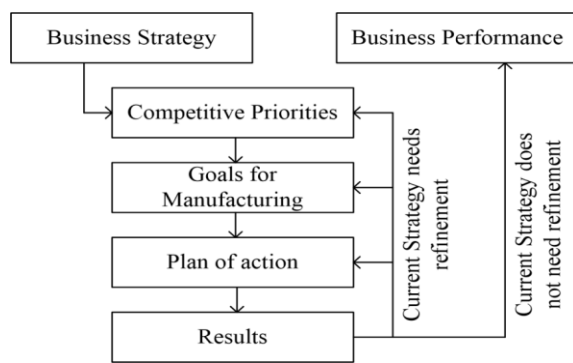 Business Strategy
Business Performance
Competitive Priorities
Goals for
Manufacturing
Plan of action
Results
Current Strategy needs
refinement
Current Strategy does
not need refinement